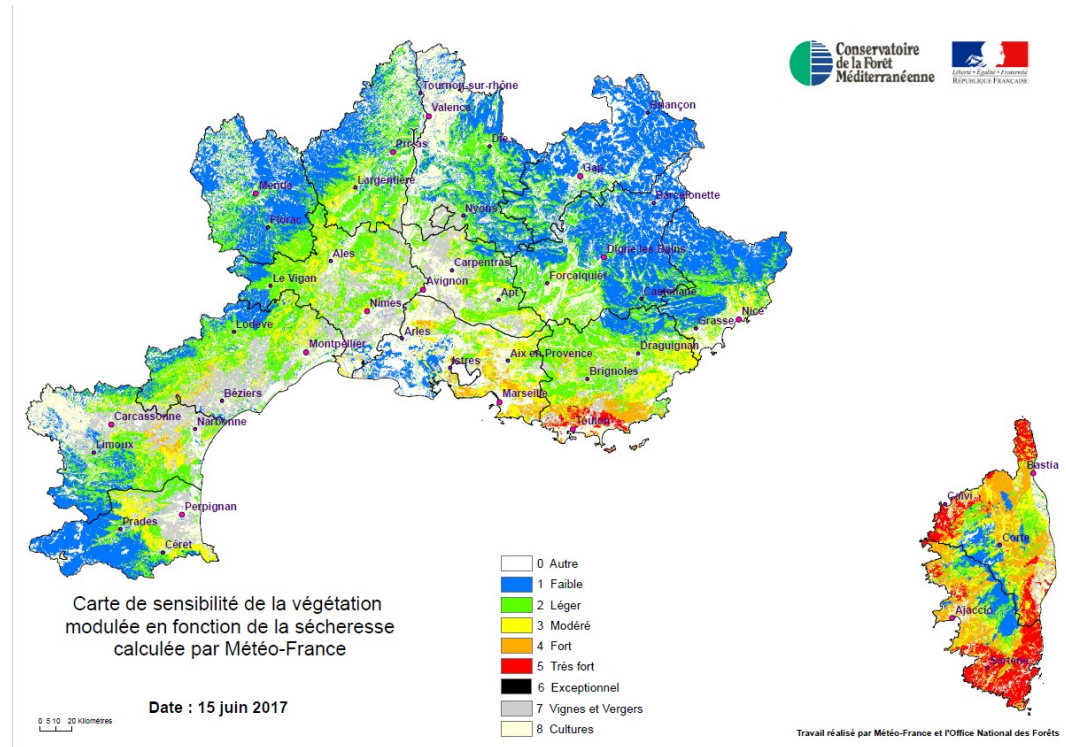 Conservatoire
de la Forêt
Méditerranéenne
Liberté • Égalité • Fraternité
RÉPUBLIQUE FRANÇAISE
Tournon-sur-rhône
Valence
Briançon
Privas
Die
Gap
Mende
Largentière
Barcelonette
Florac
Nyons
Digne les Bains
Ales
Carpentras
Forcalquier
Le Vigan
Avignon
Apt
Castellane
Nîmes
Nice
Grasse
Lodève
Arles
Montpellier
Istres
Aix en Provence
Draguignan
Brignoles
Béziers
Marseille
Carcassonne
Narbonne
Toulon
Limoux
Bastia
Calvi
Perpignan
Prades
Corte
Céret
Ajaccio
Sartène
0 Autre
1 Faible
2 Léger
3 Modéré
4 Fort
5 Très fort
6 Exceptionnel
7 Vignes et Vergers
8 Cultures
Carte de sensibilité de la végétation
modulée en fonction de la sécheresse
calculée par Météo-France
Date : 15 juin 2017
0 5 10 20 Kilomètres
Travail réalisé par Météo-France et l'Office National des Forêts